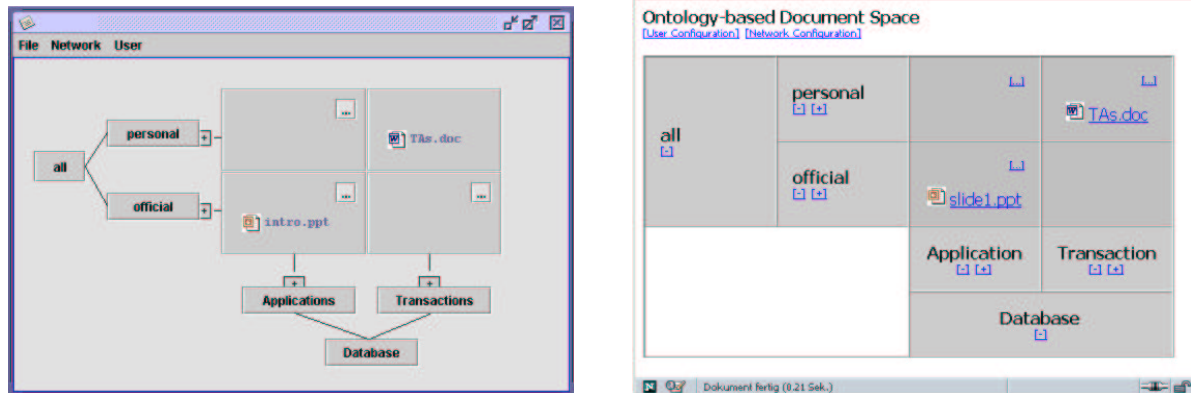 File Network User
personal
...
TAs.doc
all
official
...
...
intro.ppt
Applications
Transactions
Database
Ontology-based Document Space
[User Configuration] [Network Configuration]
[...]
[...]
personal
[-] [+]
TAs.doc
all
[-]
[...]
official
[-] [+]
slide1.ppt
Application
Transaction
[-] [+]
[-] [+]
Database
[-]
Dokument fertig (0.21 Sek.)